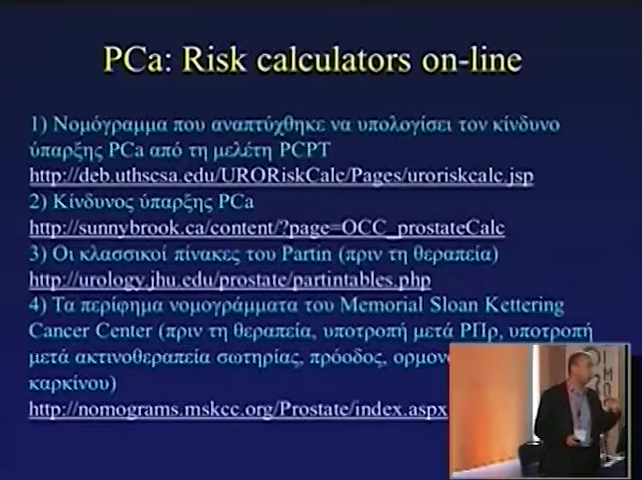 PCa: Risk calculators on-line
1) Νομόγραμμα που αναπτύχθηκε να υπολογίσει τον κίνδυνο
ύπαρξης PCa από τη μελέτη PCPT
http://deb.uthscsa.edu/URORiskCalc/Pages/uroriskcalc.jsp
2) Κίνδυνος ύπαρξης PCa
http://sunnybrook.ca/content/?page=OCC_prostateCalc
3) Οι κλασσικοί πίνακες του Partin (πριν τη θεραπεία)
http://urology.jhu.edu/prostate/partintables.php
4) Τα περίφημα νομογράμματα του Memorial Sloan Kettering
Cancer Center (πριν τη θεραπεία, υποτροπή μετά ΡΠρ, υποτροπή
μετά ακτινοθεραπεία σωτηρίας, πρόοδος,
καρκίνου)
http://nomograms.mskcc.org/Prostate/index.aspx